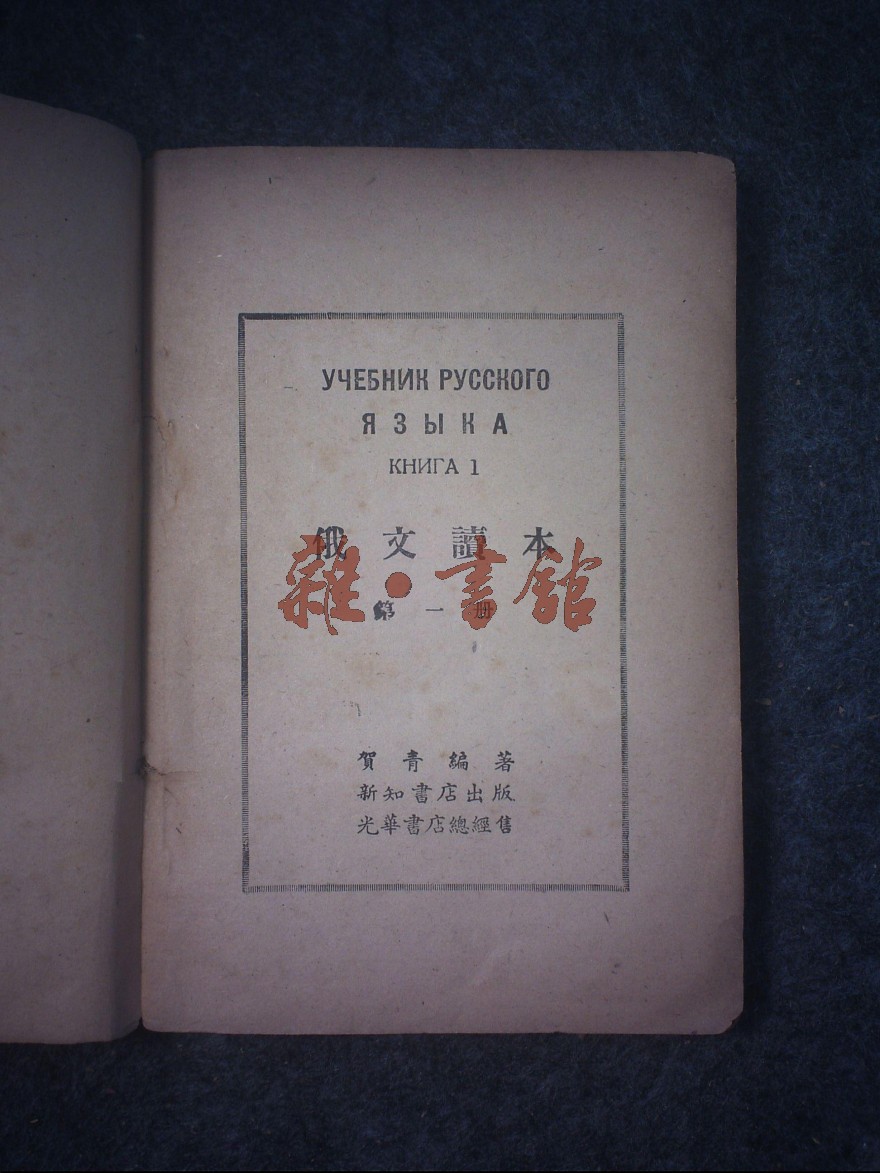 УЧЕБНИК РУССКОГО
ЯЗЫКА
КНИГА 1
俄文讀本
雜·書館
第一册
賀青編著
新知書店出版
光華書店總經售